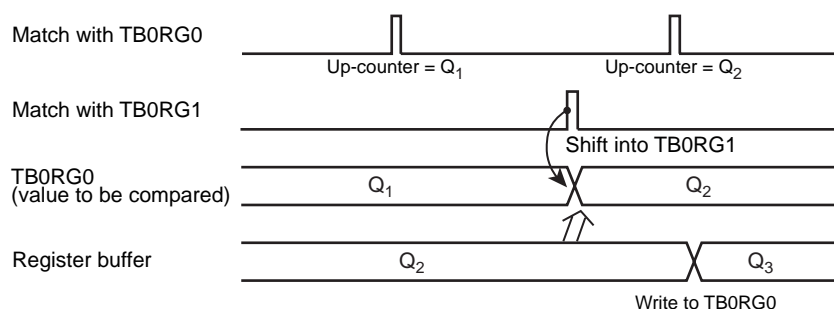 Match with TB0RG0
Up-counter = Q1
Up-counter = Q2
Match with TB0RG1
Shift into TB0RG1
TB0RG0
(value to be compared)
Q1
Q2
Register buffer
Q2
Q3
Write to TB0RG0